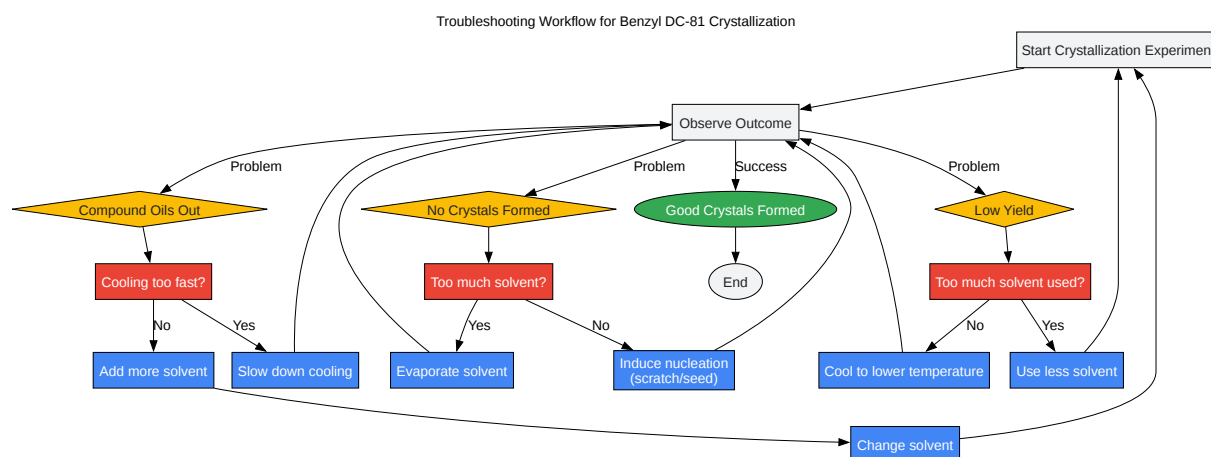 Troubleshooting Workflow for Benzyl DC-81 Crystallization
Start Crystallization Experimen
Observe Outcome
Problem
Problem
Success
Problem
Compound Oils Out
No Crystals Formed
Good Crystals Formed
Low Yield
Cooling too fast?
Too much solvent?
End
Too much solvent used?
No
Yes
Yes
No
No
Yes
Add more solvent
Slow down cooling
Evaporate solvent
Induce nucleation
(scratch/seed)
Cool to lower temperature
Use less solvent
Change solvent